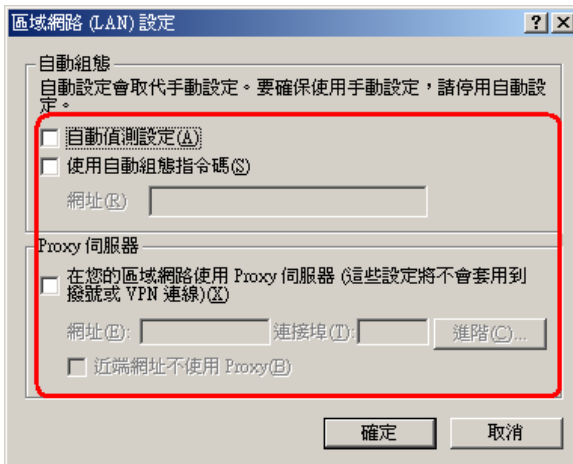 區域網路 (LAN) 設定
自動組態
自動設定會取代手動設定。要確保使用手動設定，請停用自動設
定。
自動偵測設定(A)
使用自動組態指令碼(S)
網址(R)
Proxy 伺服器
在您的區域網路使用 Proxy 伺服器 (這些設定將不會套用到
撥號或 VPN 連線)(X)
網址(E): 連接埠(T): 進階(C)...
近端網址不使用 Proxy(B)
確定 取消